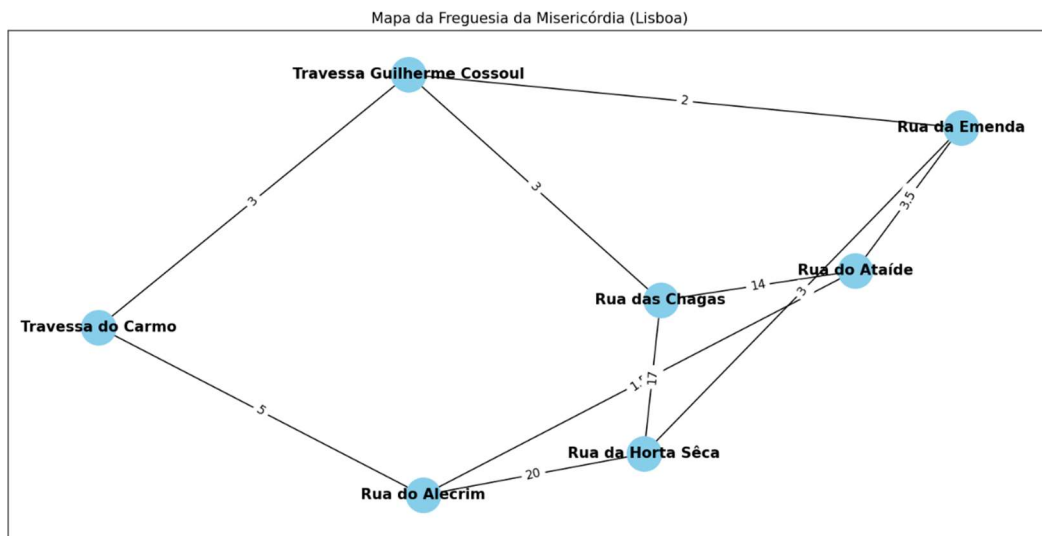 Mapa da Freguesia da Misericórdia (Lisboa)
Travessa Guilherme Cossoul
2
Rua da Emenda
3
3
3.5
Rua do Ataíde
14
Rua das Chagas
3
Travessa do Carmo
17
5
Rua da Horta Sêca
20
Rua do Alecrim